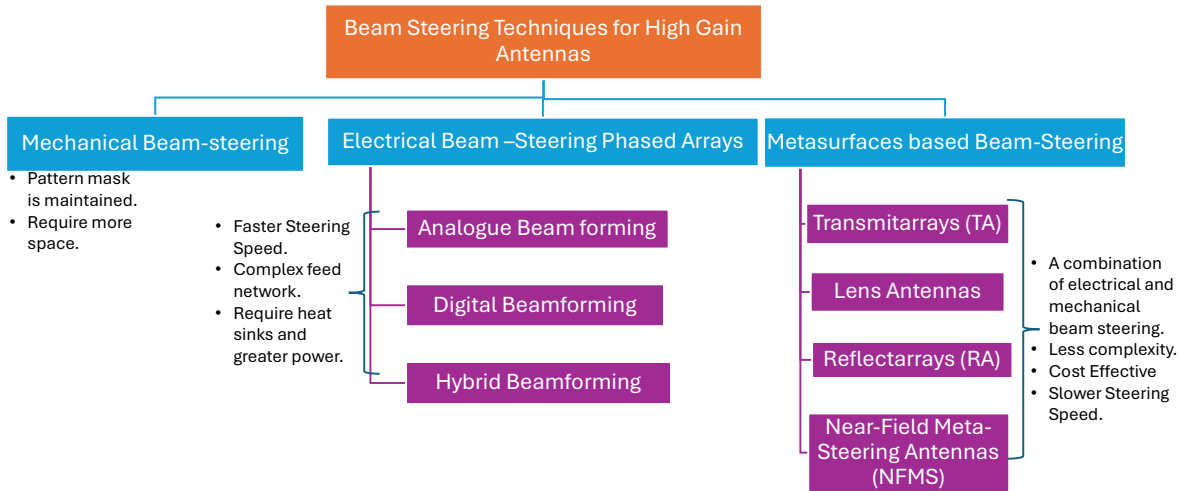 Beam Steering Techniques for High Gain
Antennas
Mechanical Beam-steering
• Pattern mask
is maintained.
• Require more
space.
Electrical Beam –Steering Phased Arrays
• Faster Steering
Speed.
• Complex feed
network.
• Require heat
sinks and
greater power.
Analogue Beam forming
Digital Beamforming
Hybrid Beamforming
Metasurfaces based Beam-Steering
Transmitarrays (TA)
Lens Antennas
Reflectarrays (RA)
Near-Field Meta-
Steering Antennas
(NFMS)
• A combination
of electrical and
mechanical
beam steering.
• Less complexity.
• Cost Effective
• Slower Steering
Speed.